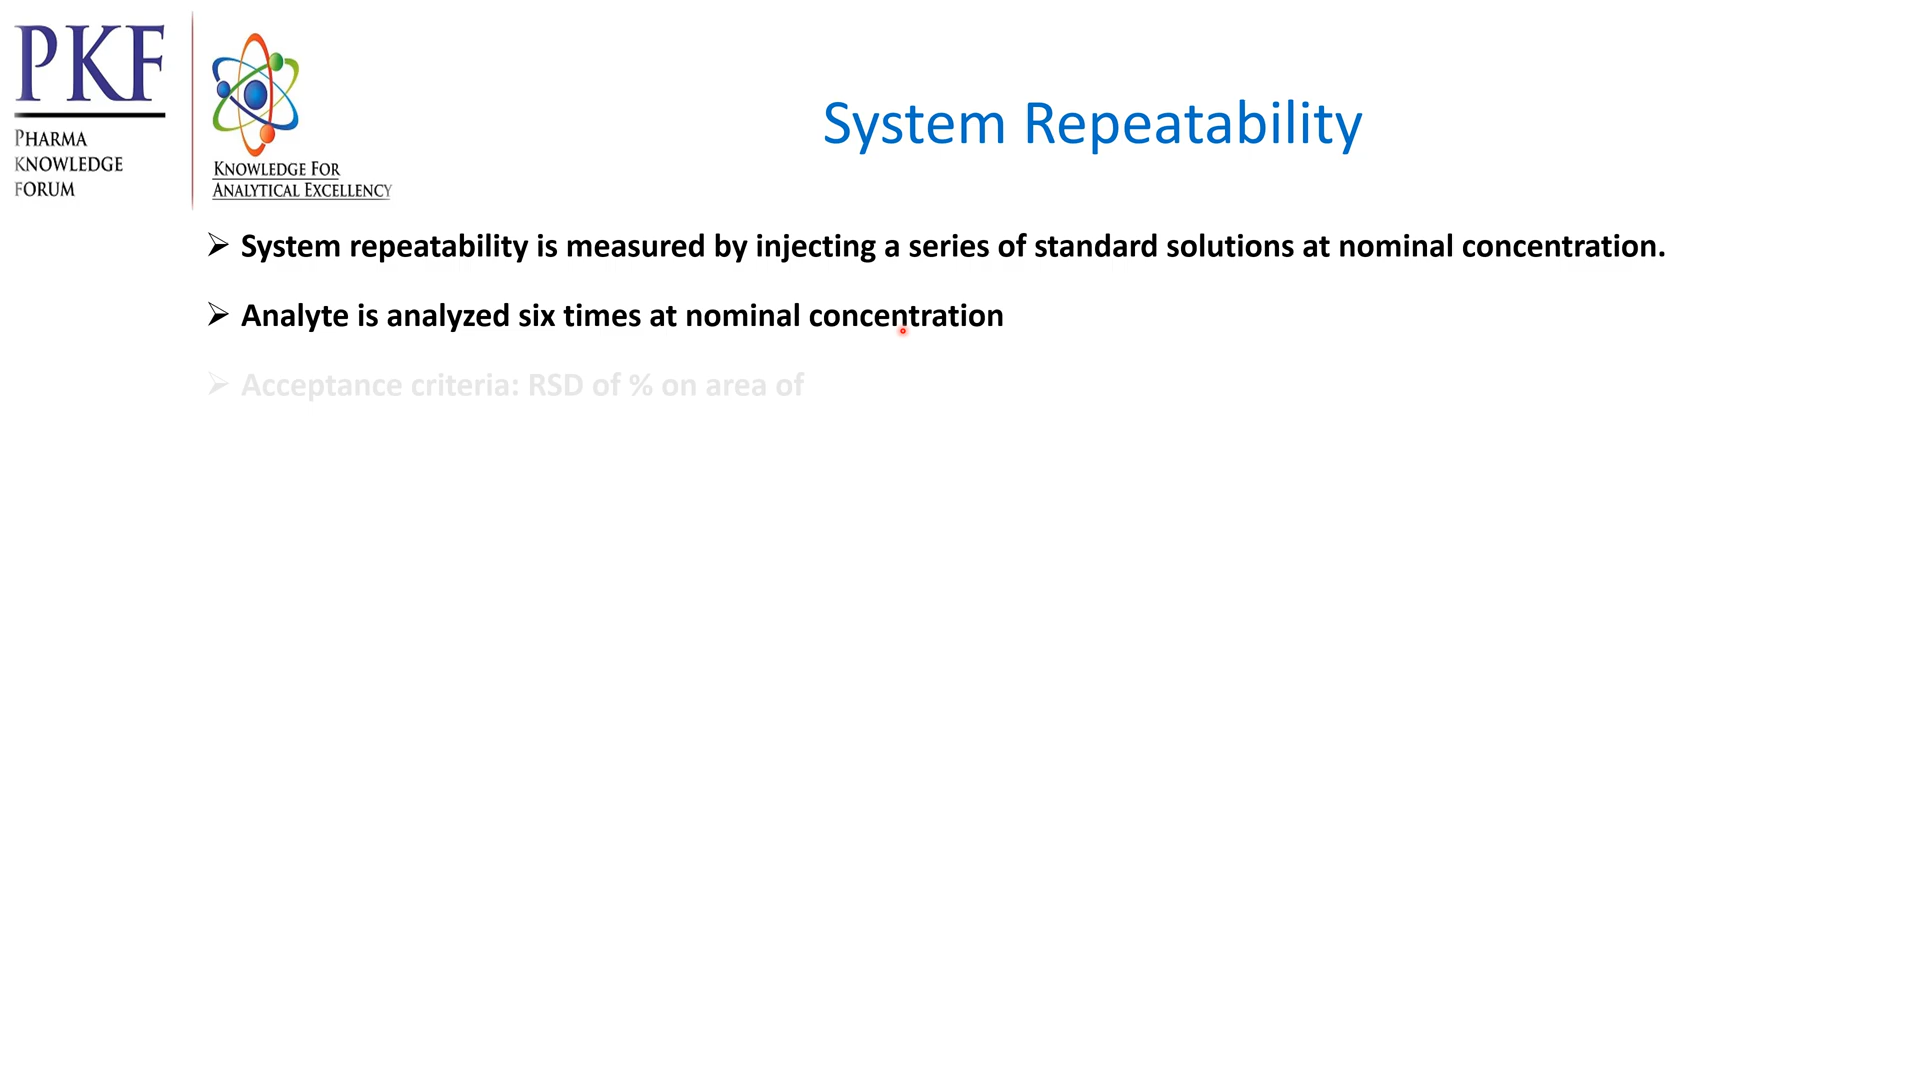 PKF
PHARMA
KNOWLEDGE
FORUM
KNOWLEDGE FOR
ANALYTICAL EXCELLENCY
System Repeatability
➢ System repeatability is measured by injecting a series of standard solutions at nominal concentration.
➢ Analyte is analyzed six times at nominal concentration
➢ Acceptance criteria: RSD of % on area of